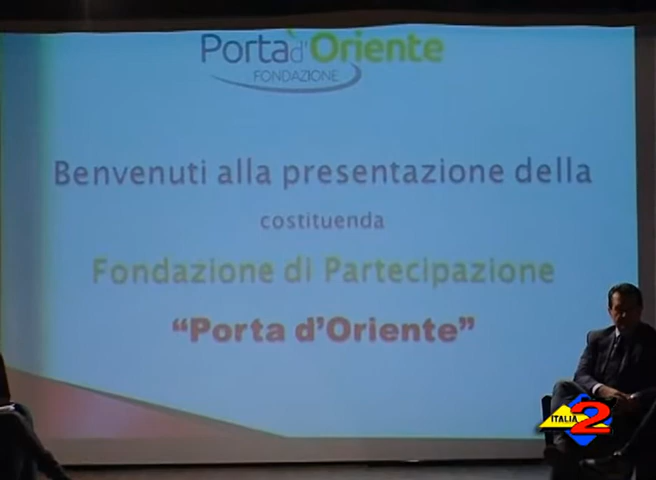 Porta d'Oriente
FONDAZIONE
Benvenuti alla presentazione della
costituenda
Fondazione di Partecipazione
“Porta d’Oriente”
ITALIA 2